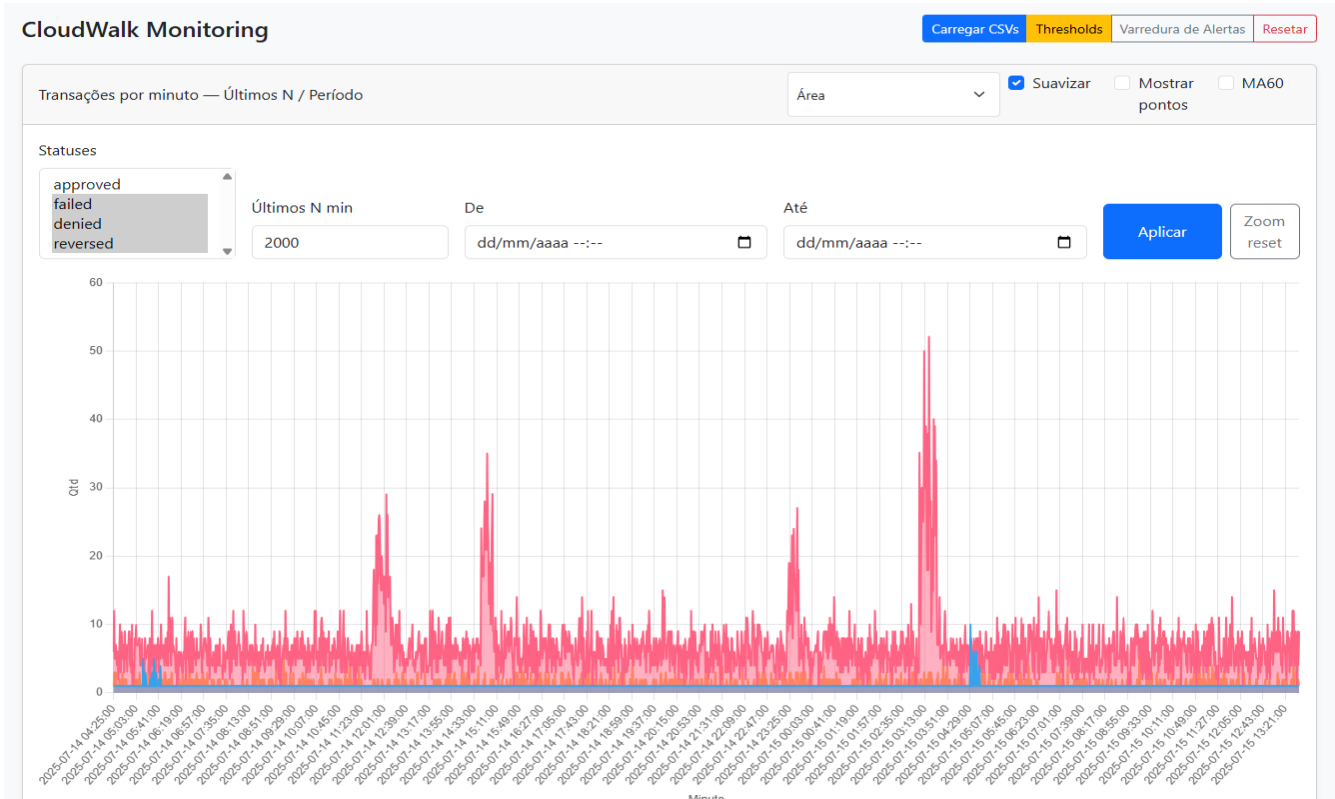 CloudWalk Monitoring
Carregar CSVs
Thresholds
Varredura de Alertas
Resetar
Transações por minuto — Últimos N / Período
Área
Suavizar
Mostrar
pontos
MA60
Statuses
approved
failed
denied
reversed
Últimos N min
2000
De
dd/mm/aaaa --:--
Até
dd/mm/aaaa --:--
Aplicar
Zoom
reset
60
50
40
30
20
10
0
Qtd
2025-07-14 04:25:00
2025-07-14 05:03:00
2025-07-14 05:41:00
2025-07-14 06:19:00
2025-07-14 06:57:00
2025-07-14 07:35:00
2025-07-14 08:13:00
2025-07-14 08:51:00
2025-07-14 09:29:00
2025-07-14 10:07:00
2025-07-14 10:45:00
2025-07-14 11:23:00
2025-07-14 12:01:00
2025-07-14 12:39:00
2025-07-14 13:17:00
2025-07-14 13:55:00
2025-07-14 14:33:00
2025-07-14 15:11:00
2025-07-14 15:49:00
2025-07-14 16:27:00
2025-07-14 17:05:00
2025-07-14 17:43:00
2025-07-14 18:21:00
2025-07-14 18:59:00
2025-07-14 19:37:00
2025-07-14 20:15:00
2025-07-14 20:53:00
2025-07-14 21:31:00
2025-07-14 22:09:00
2025-07-14 22:47:00
2025-07-14 23:25:00
2025-07-15 00:03:00
2025-07-15 00:41:00
2025-07-15 01:19:00
2025-07-15 01:57:00
2025-07-15 02:35:00
2025-07-15 03:13:00
2025-07-15 03:51:00
2025-07-15 04:29:00
2025-07-15 05:07:00
2025-07-15 05:45:00
2025-07-15 06:23:00
2025-07-15 07:01:00
2025-07-15 07:39:00
2025-07-15 08:17:00
2025-07-15 08:55:00
2025-07-15 09:33:00
2025-07-15 10:11:00
2025-07-15 10:49:00
2025-07-15 11:27:00
2025-07-15 12:05:00
2025-07-15 12:43:00
2025-07-15 13:21:00
Minuto